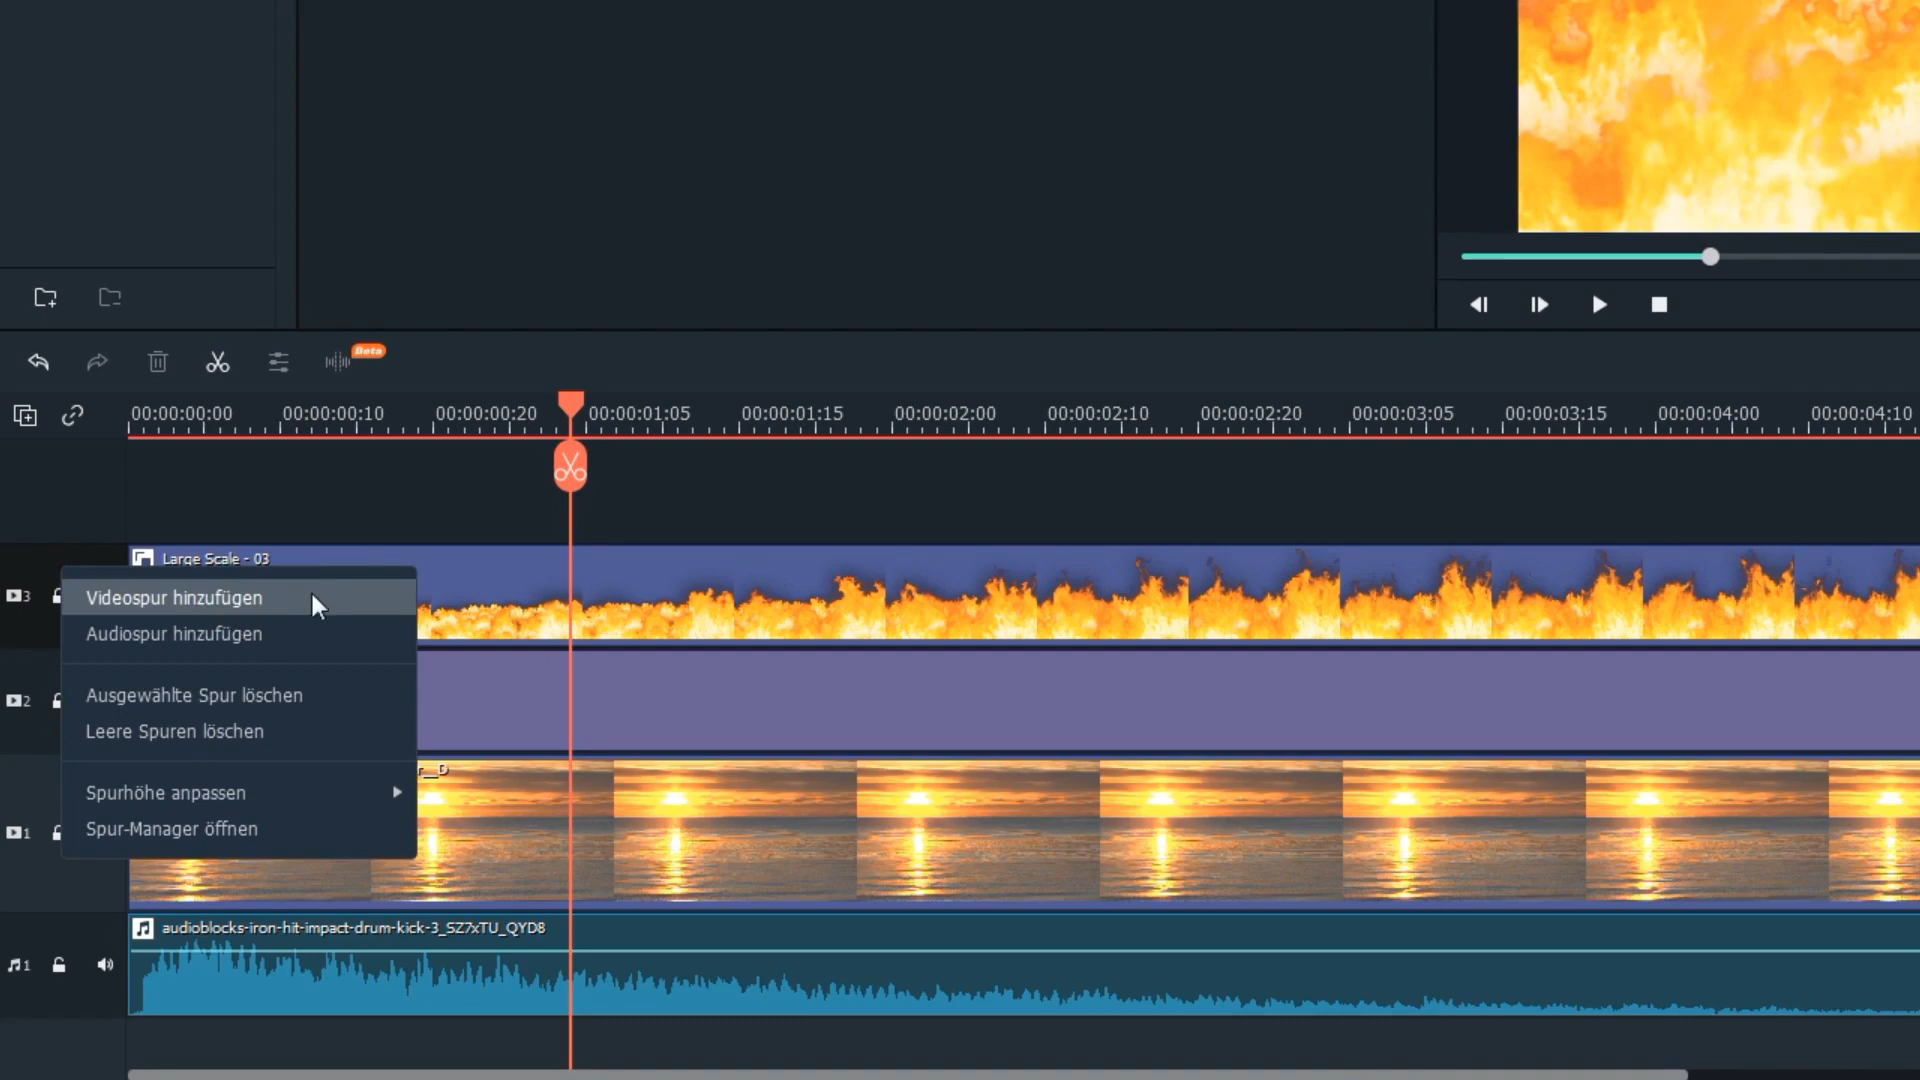 Beta
00:00:00:00 00:00:00:10 00:00:00:20 00:00:01:05 00:00:01:15 00:00:02:00 00:00:02:10 00:00:02:20 00:00:03:05 00:00:03:15 00:00:04:00 00:00:04:10
Large Scale - 03
3
Videospur hinzufügen
Audiospur hinzufügen
Ausgewählte Spur löschen
2
Leere Spuren löschen
r__D
Spurhöhe anpassen
Spur-Manager öffnen
1
audioblocks-iron-hit-impact-drum-kick-3_SZ7xTU_QYD8
1